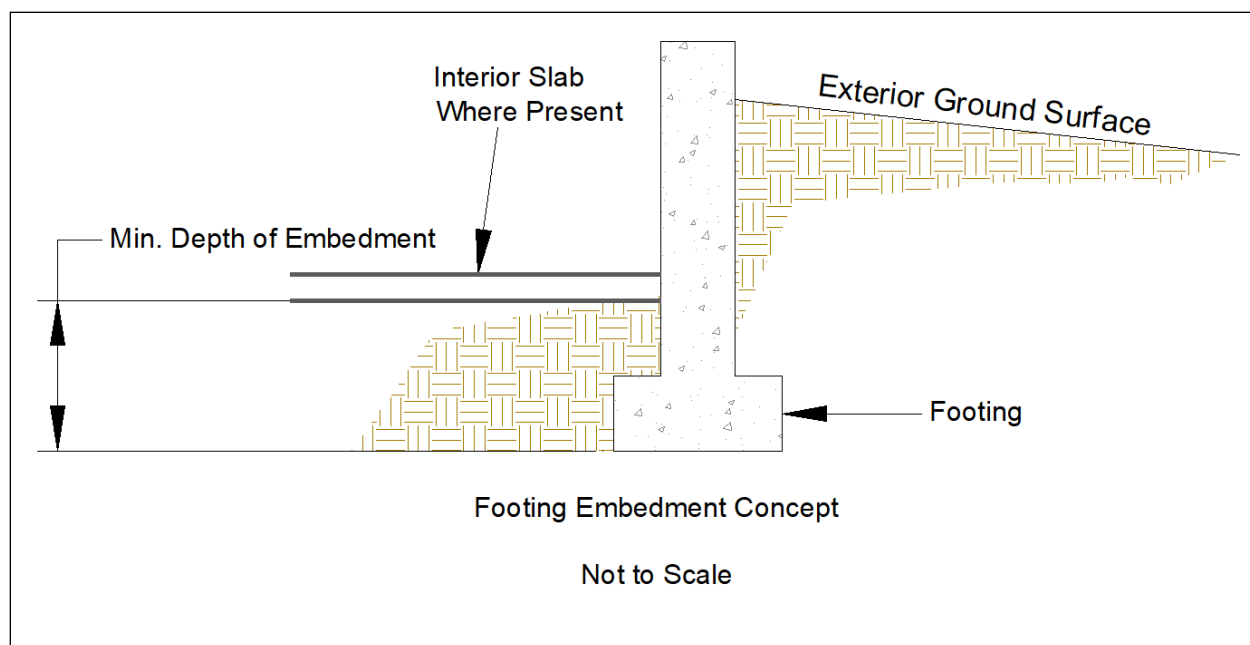 Interior Slab
Where Present
Exterior Ground Surface
Min. Depth of Embedment
Footing
Footing Embedment Concept
Not to Scale